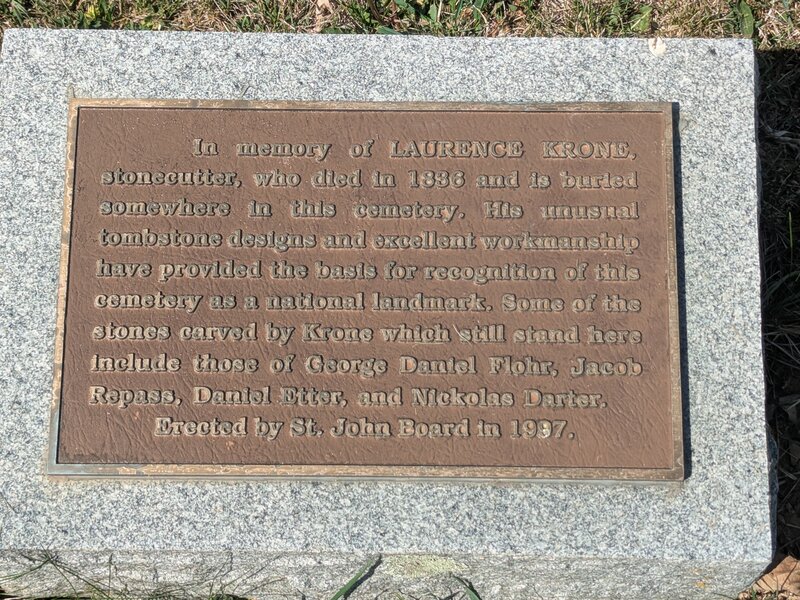 In memory of LAURENCE KRONE,
stonecutter, who died in 1836 and is buried
somewhere in this cemetery. His unusual
tombstone designs and excellent workmanship
have provided the basis for recognition of this
cemetery as a national landmark. Some of the
stones carved by Krone which still stand here
include those of George Daniel Flohr, Jacob
Repass, Daniel Etter, and Nickolas Darter.
Erected by St. John Board in 1997.